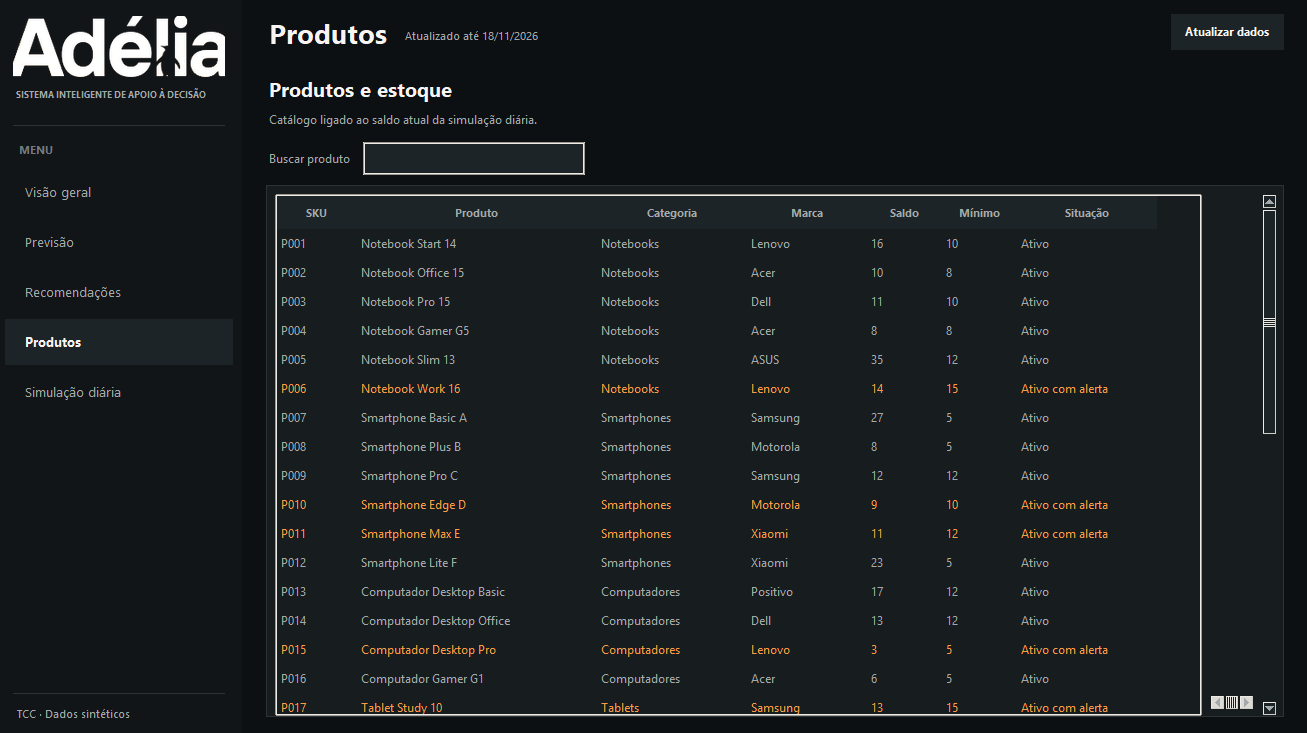 Adélia
SISTEMA INTELIGENTE DE APOIO À DECISÃO
MENU
Visão geral
Previsão
Recomendações
Produtos
Simulação diária
TCC · Dados sintéticos
Produtos Atualizado até 18/11/2026
Atualizar dados
Produtos e estoque
Catálogo ligado ao saldo atual da simulação diária.
Buscar produto
SKU Produto Categoria Marca Saldo Mínimo Situação
P001 Notebook Start 14 Notebooks Lenovo 16 10 Ativo
P002 Notebook Office 15 Notebooks Acer 10 8 Ativo
P003 Notebook Pro 15 Notebooks Dell 11 10 Ativo
P004 Notebook Gamer G5 Notebooks Acer 8 8 Ativo
P005 Notebook Slim 13 Notebooks ASUS 35 12 Ativo
P006 Notebook Work 16 Notebooks Lenovo 14 15 Ativo com alerta
P007 Smartphone Basic A Smartphones Samsung 27 5 Ativo
P008 Smartphone Plus B Smartphones Motorola 8 5 Ativo
P009 Smartphone Pro C Smartphones Samsung 12 12 Ativo
P010 Smartphone Edge D Smartphones Motorola 9 10 Ativo com alerta
P011 Smartphone Max E Smartphones Xiaomi 11 12 Ativo com alerta
P012 Smartphone Lite F Smartphones Xiaomi 23 5 Ativo
P013 Computador Desktop Basic Computadores Positivo 17 12 Ativo
P014 Computador Desktop Office Computadores Dell 13 12 Ativo
P015 Computador Desktop Pro Computadores Lenovo 3 5 Ativo com alerta
P016 Computador Gamer G1 Computadores Acer 6 5 Ativo
P017 Tablet Study 10 Tablets Samsung 13 15 Ativo com alerta